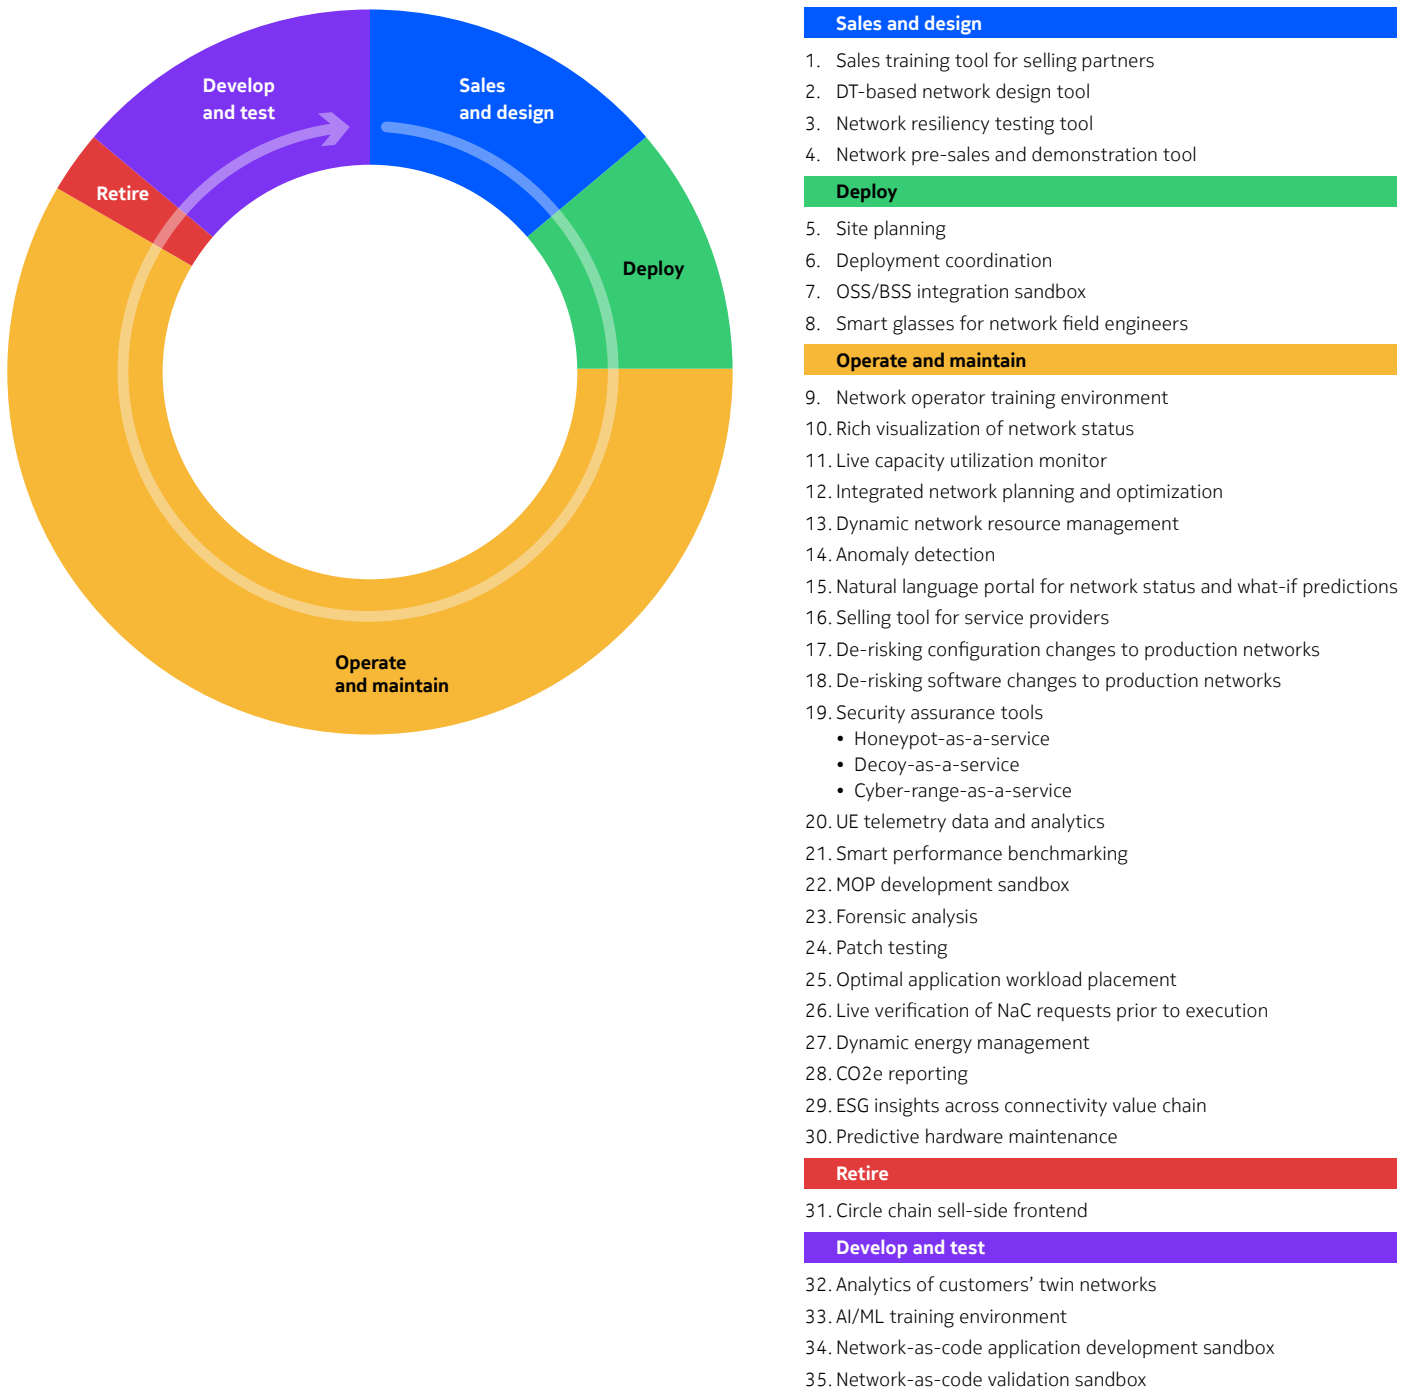 Develop
and test
Sales
and design
Retire
Deploy
Operate
and maintain
Sales and design
1. Sales training tool for selling partners
2. DT-based network design tool
3. Network resiliency testing tool
4. Network pre-sales and demonstration tool
Deploy
5. Site planning
6. Deployment coordination
7. OSS/BSS integration sandbox
8. Smart glasses for network field engineers
Operate and maintain
9. Network operator training environment
10. Rich visualization of network status
11. Live capacity utilization monitor
12. Integrated network planning and optimization
13. Dynamic network resource management
14. Anomaly detection
15. Natural language portal for network status and what-if predictions
16. Selling tool for service providers
17. De-risking configuration changes to production networks
18. De-risking software changes to production networks
19. Security assurance tools
• Honeypot-as-a-service
• Decoy-as-a-service
• Cyber-range-as-a-service
20. UE telemetry data and analytics
21. Smart performance benchmarking
22. MOP development sandbox
23. Forensic analysis
24. Patch testing
25. Optimal application workload placement
26. Live verification of NaC requests prior to execution
27. Dynamic energy management
28. CO2e reporting
29. ESG insights across connectivity value chain
30. Predictive hardware maintenance
Retire
31. Circle chain sell-side frontend
Develop and test
32. Analytics of customers’ twin networks
33. AI/ML training environment
34. Network-as-code application development sandbox
35. Network-as-code validation sandbox